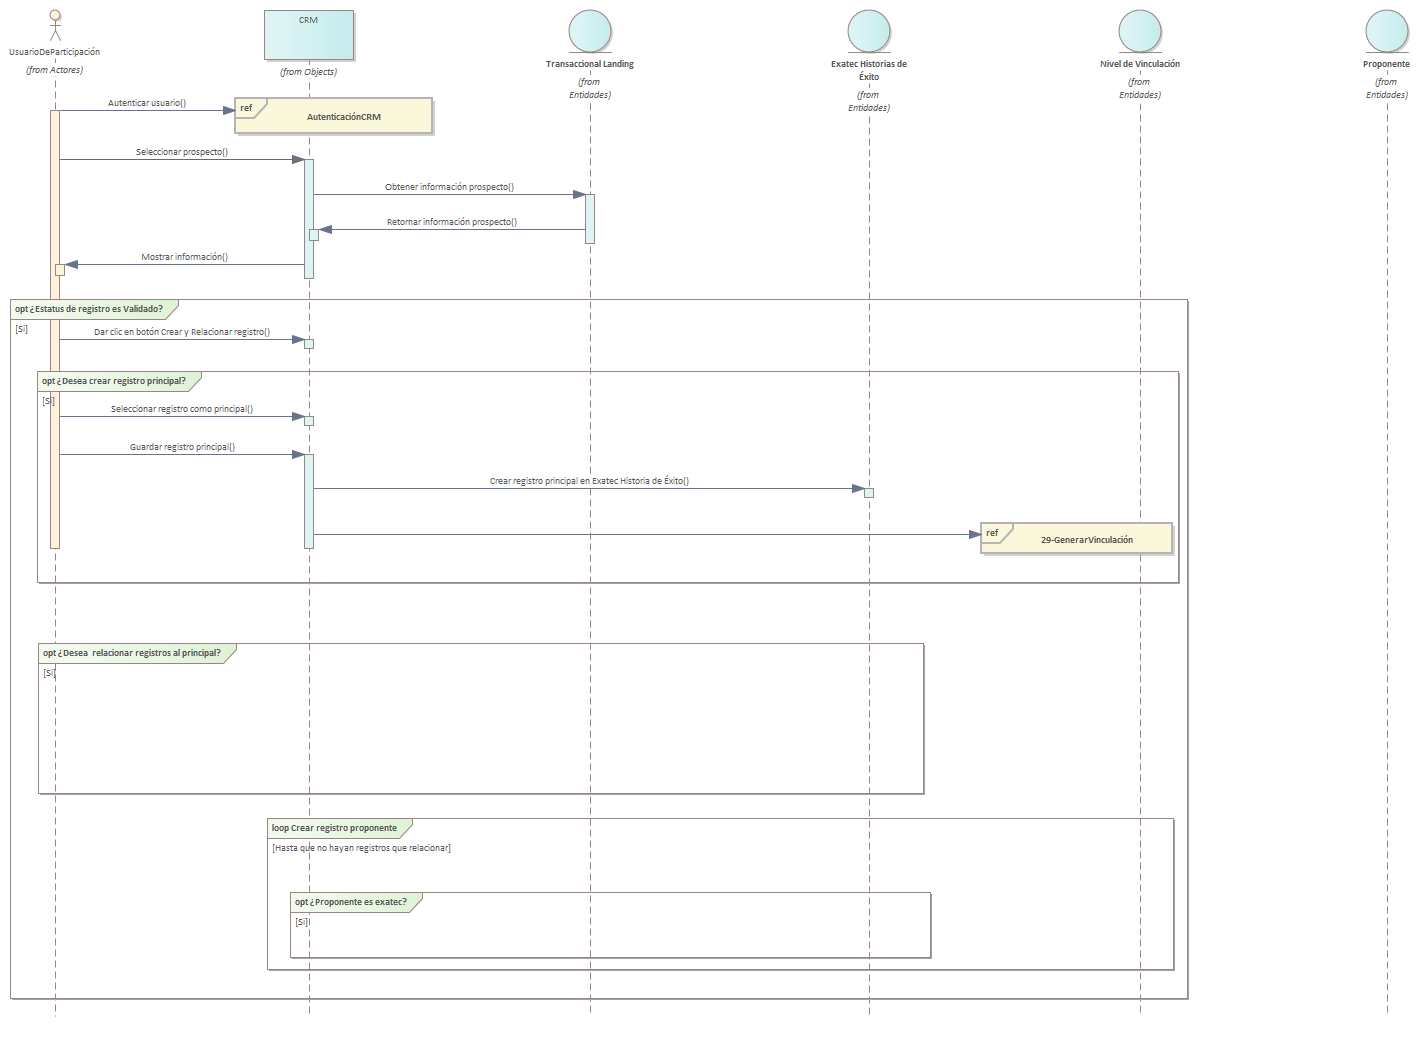 UsuarioDeParticipación
(from Actores)
CRM
(from Objects)
Transaccional Landing
(from
Entidades)
Exatec Historias de
Éxito
(from
Entidades)
Nivel de Vinculación
(from
Entidades)
Proponente
(from
Entidades)
Autenticar usuario()
ref
AutenticaciónCRM
Seleccionar prospecto()
Obtener información prospecto()
Retornar información prospecto()
Mostrar información()
opt ¿Estatus de registro es Validado?
[Si]
Dar clic en botón Crear y Relacionar registro()
opt ¿Desea crear registro principal?
[Si]
Seleccionar registro como principal()
Guardar registro principal()
Crear registro principal en Exatec Historia de Éxito()
ref
29-GenerarVinculación
opt ¿Desea  relacionar registros al principal?
[Si]
loop Crear registro proponente
[Hasta que no hayan registros que relacionar]
opt ¿Proponente es exatec?
[Si]